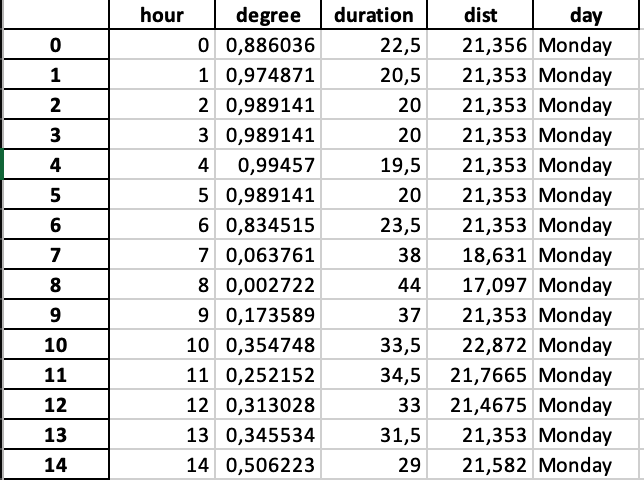 hour degree duration dist day
0 0 0,886036 22,5 21,356 Monday
1 1 0,974871 20,5 21,353 Monday
2 2 0,989141 20 21,353 Monday
3 3 0,989141 20 21,353 Monday
4 4 0,99457 19,5 21,353 Monday
5 5 0,989141 20 21,353 Monday
6 6 0,834515 23,5 21,353 Monday
7 7 0,063761 38 18,631 Monday
8 8 0,002722 44 17,097 Monday
9 9 0,173589 37 21,353 Monday
10 10 0,354748 33,5 22,872 Monday
11 11 0,252152 34,5 21,7665 Monday
12 12 0,313028 33 21,4675 Monday
13 13 0,345534 31,5 21,353 Monday
14 14 0,506223 29 21,582 Monday